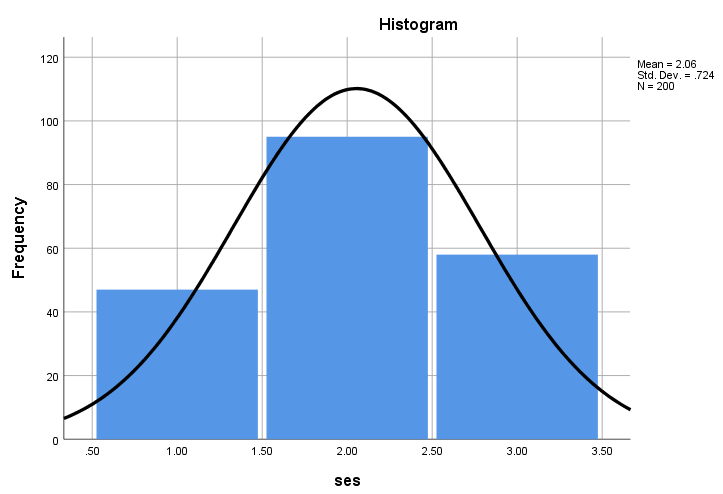 Histogram
Mean = 2.06
Std. Dev. = .724
N = 200
Frequency
120
100
80
60
40
20
0
.50 1.00 1.50 2.00 2.50 3.00 3.50
ses